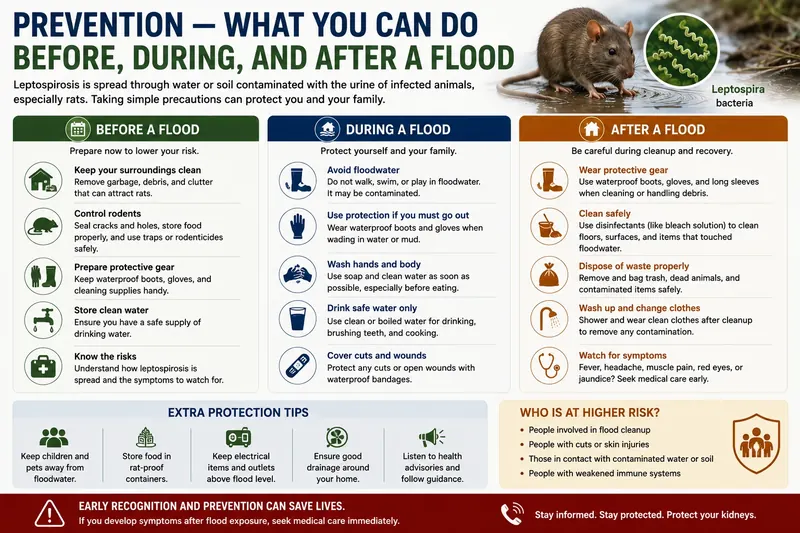 PREVENTION — WHAT YOU CAN DO
BEFORE, DURING, AND AFTER A FLOOD
Leptospirosis is spread through water or soil contaminated with the urine of infected animals,
especially rats. Taking simple precautions can protect you and your family.
Leptospira
bacteria
BEFORE A FLOOD
Prepare now to lower your risk.
Keep your surroundings clean
Remove garbage, debris, and clutter
that can attract rats.
Control rodents
Seal cracks and holes, store food
properly, and use traps or rodenticides
safely.
Prepare protective gear
Keep waterproof boots, gloves, and
cleaning supplies handy.
Store clean water
Ensure you have a safe supply of
drinking water.
Know the risks
Understand how leptospirosis is
spread and the symptoms to watch for.
DURING A FLOOD
Protect yourself and your family.
Avoid floodwater
Do not walk, swim, or play in floodwater.
It may be contaminated.
Use protection if you must go out
Wear waterproof boots and gloves when
wading in water or mud.
Wash hands and body
Use soap and clean water as soon as
possible, especially before eating.
Drink safe water only
Use clean or boiled water for drinking,
brushing teeth, and cooking.
Cover cuts and wounds
Protect any cuts or open wounds with
waterproof bandages.
AFTER A FLOOD
Be careful during cleanup and recovery.
Wear protective gear
Use waterproof boots, gloves, and long sleeves
when cleaning or handling debris.
Clean safely
Use disinfectants (like bleach solution) to clean
floors, surfaces, and items that touched
floodwater.
Dispose of waste properly
Remove and bag trash, dead animals, and
contaminated items safely.
Wash up and change clothes
Shower and wear clean clothes after cleanup
to remove any contamination.
Watch for symptoms
Fever, headache, muscle pain, red eyes, or
jaundice? Seek medical care early.
EXTRA PROTECTION TIPS
Keep children and
pets away from
floodwater.
Store food in
rat-proof
containers.
Keep electrical
items and outlets
above flood level.
Ensure good
drainage around
your home.
Listen to health
advisories and
follow guidance.
WHO IS AT HIGHER RISK?
• People involved in flood cleanup
• People with cuts or skin injuries
• Those in contact with contaminated water or soil
• People with weakened immune systems
EARLY RECOGNITION AND PREVENTION CAN SAVE LIVES.
If you develop symptoms after flood exposure, seek medical care immediately.
Stay informed. Stay protected. Protect your kidneys.